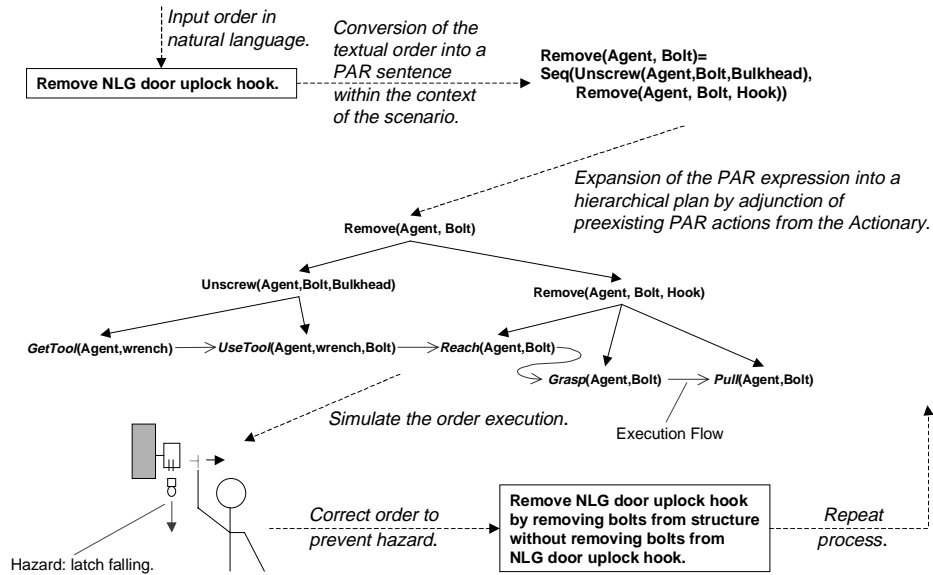 Input order in
natural language.
Remove NLG door uplock hook.
Conversion of the
textual order into a
PAR sentence
within the context
of the scenario.
Remove(Agent, Bolt)=
Seq(Unscrew(Agent,Bolt,Bulkhead),
Remove(Agent, Bolt, Hook))
Expansion of the PAR expression into a
hierarchical plan by adjunction of
preexisting PAR actions from the Actionary.
Remove(Agent, Bolt)
Unscrew(Agent,Bolt,Bulkhead)
Remove(Agent, Bolt, Hook)
GetTool(Agent,wrench)
UseTool(Agent,wrench,Bolt)
Reach(Agent,Bolt)
Grasp(Agent,Bolt)
Pull(Agent,Bolt)
Execution Flow
Simulate the order execution.
Hazard: latch falling.
Correct order to
prevent hazard.
Remove NLG door uplock hook
by removing bolts from structure
without removing bolts from
NLG door uplock hook.
Repeat
process.